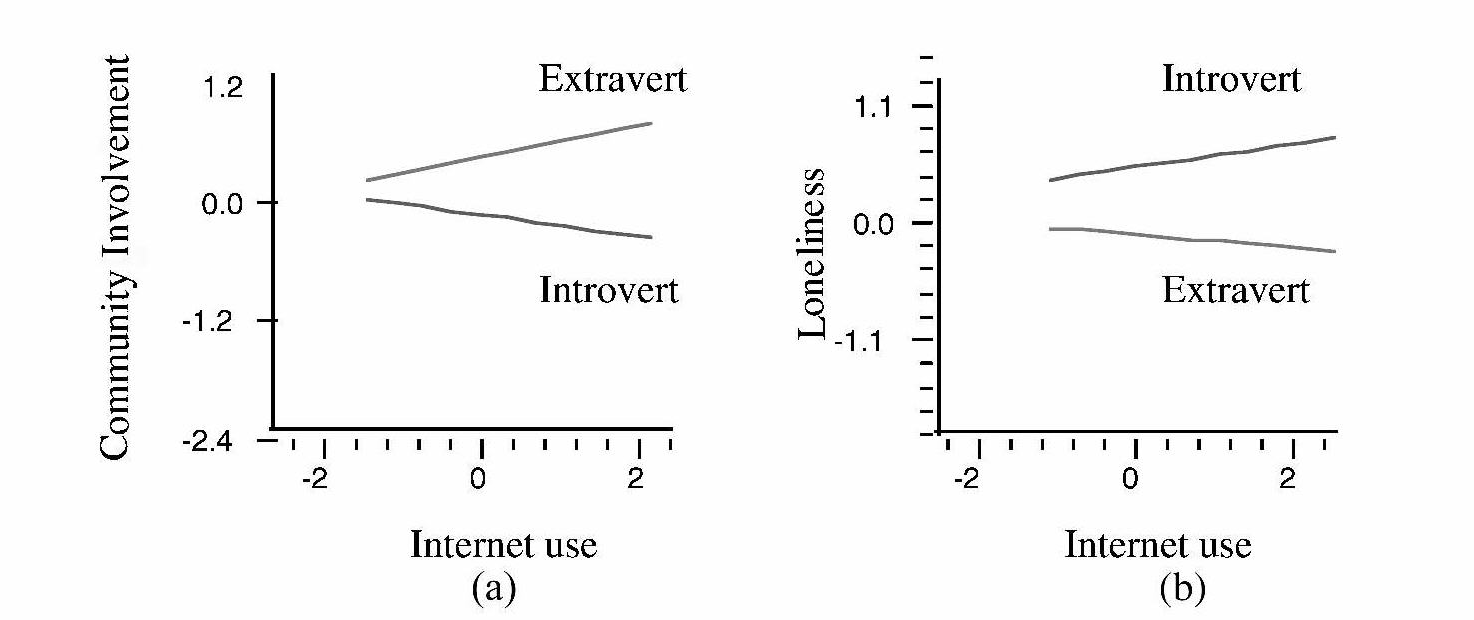 Community Involvement
1.2
0.0
-1.2
-2.4
Extravert
Introvert
-2
0
2
Internet use
(a)
Loneliness
1.1
0.0
-1.1
Introvert
Extravert
-2
0
2
Internet use
(b)